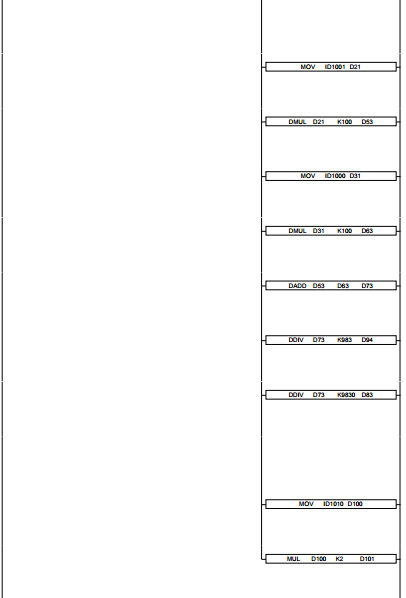 MOV ID1001 D21
DMUL D21 K100 D53
MOV ID1000 D31
DMUL D31 K100 D63
DADD D53 D63 D73
DDIV D73 K983 D94
DDIV D73 K9830 D83
MOV ID1010 D100
MUL D100 K2 D101